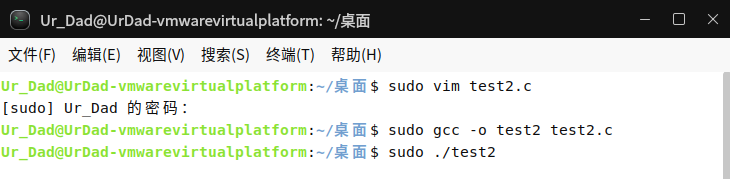 Ur_Dad@UrDad-vmwarevirtualplatform: ~/桌面
文件(F) 编辑(E) 视图(V) 搜索(S) 终端(T) 帮助(H)
Ur_Dad@UrDad-vmwarevirtualplatform:~/桌面$ sudo vim test2.c
[sudo] Ur_Dad 的密码：
Ur_Dad@UrDad-vmwarevirtualplatform:~/桌面$ sudo gcc -o test2 test2.c
Ur_Dad@UrDad-vmwarevirtualplatform:~/桌面$ sudo ./test2